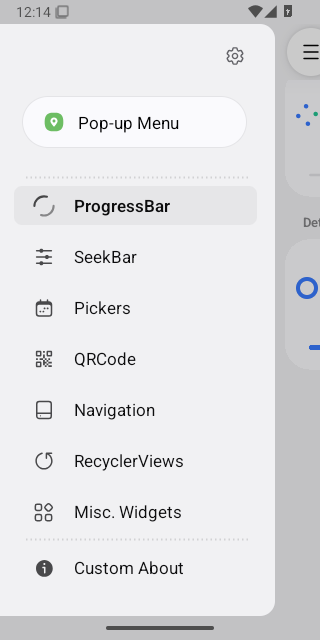 12:14
Pop-up Menu
ProgressBar
SeekBar
Pickers
QRCode
Navigation
RecyclerViews
Misc. Widgets
Custom About